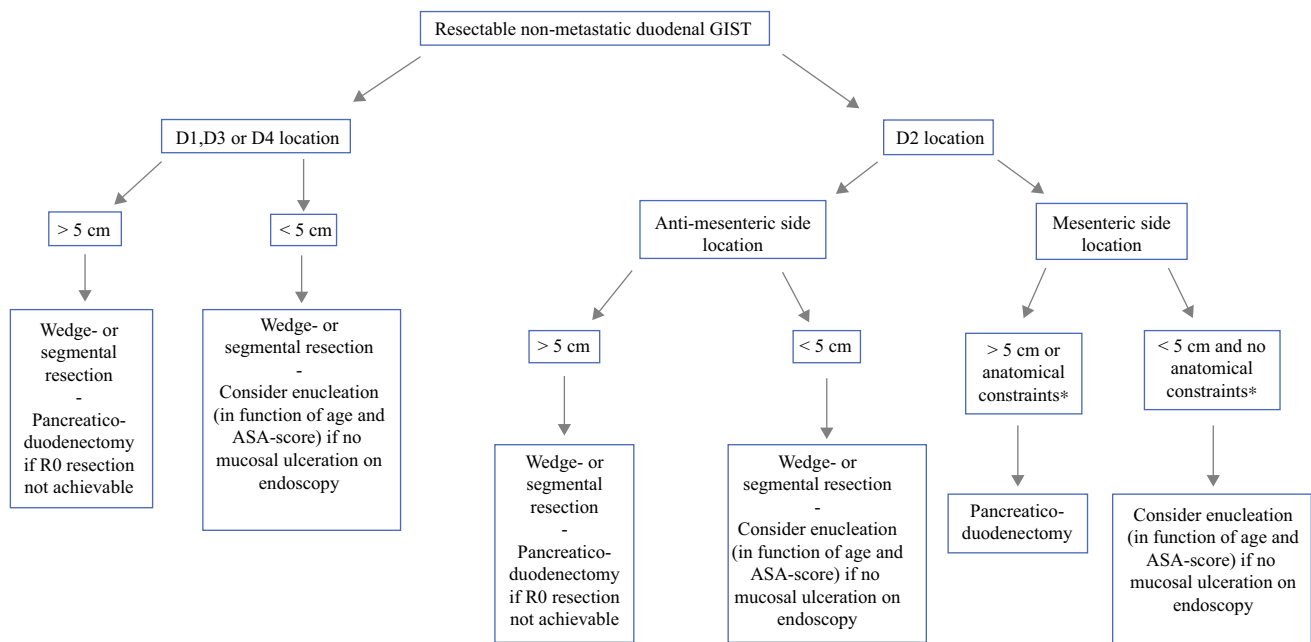 Resectable non-metastatic duodenal GIST
D1,D3 or D4 location
D2 location
> 5 cm
< 5 cm
Anti-mesenteric side
location
Mesenteric side
location
Wedge- or
segmental
resection
-
Pancreatico-
duodenectomy
if R0 resection
not achievable
Wedge- or
segmental resection
-
Consider enucleation
(in function of age and
ASA-score) if no
mucosal ulceration on
endoscopy
> 5 cm
< 5 cm
> 5 cm or
anatomical
constraints*
< 5 cm and no
anatomical
constraints*
Wedge- or
segmental
resection
-
Pancreatico-
duodenectomy
if R0 resection
not achievable
Wedge- or
segmental resection
-
Consider enucleation
(in function of age and
ASA-score) if no
mucosal ulceration on
endoscopy
Pancreatico-
duodenectomy
Consider enucleation
(in function of age and
ASA-score) if no
mucosal ulceration on
endoscopy